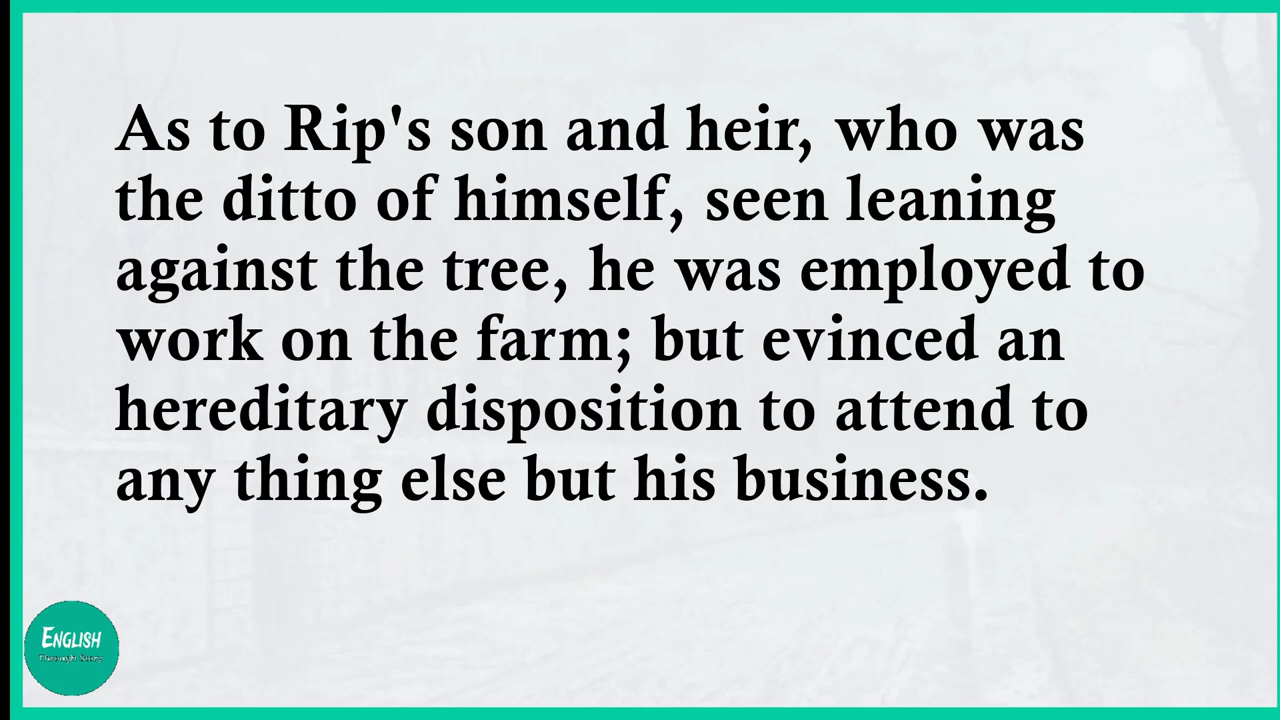 As to Rip's son and heir, who was
the ditto of himself, seen leaning
against the tree, he was employed to
work on the farm; but evinced an
hereditary disposition to attend to
any thing else but his business.
ENGLISH
Through Story